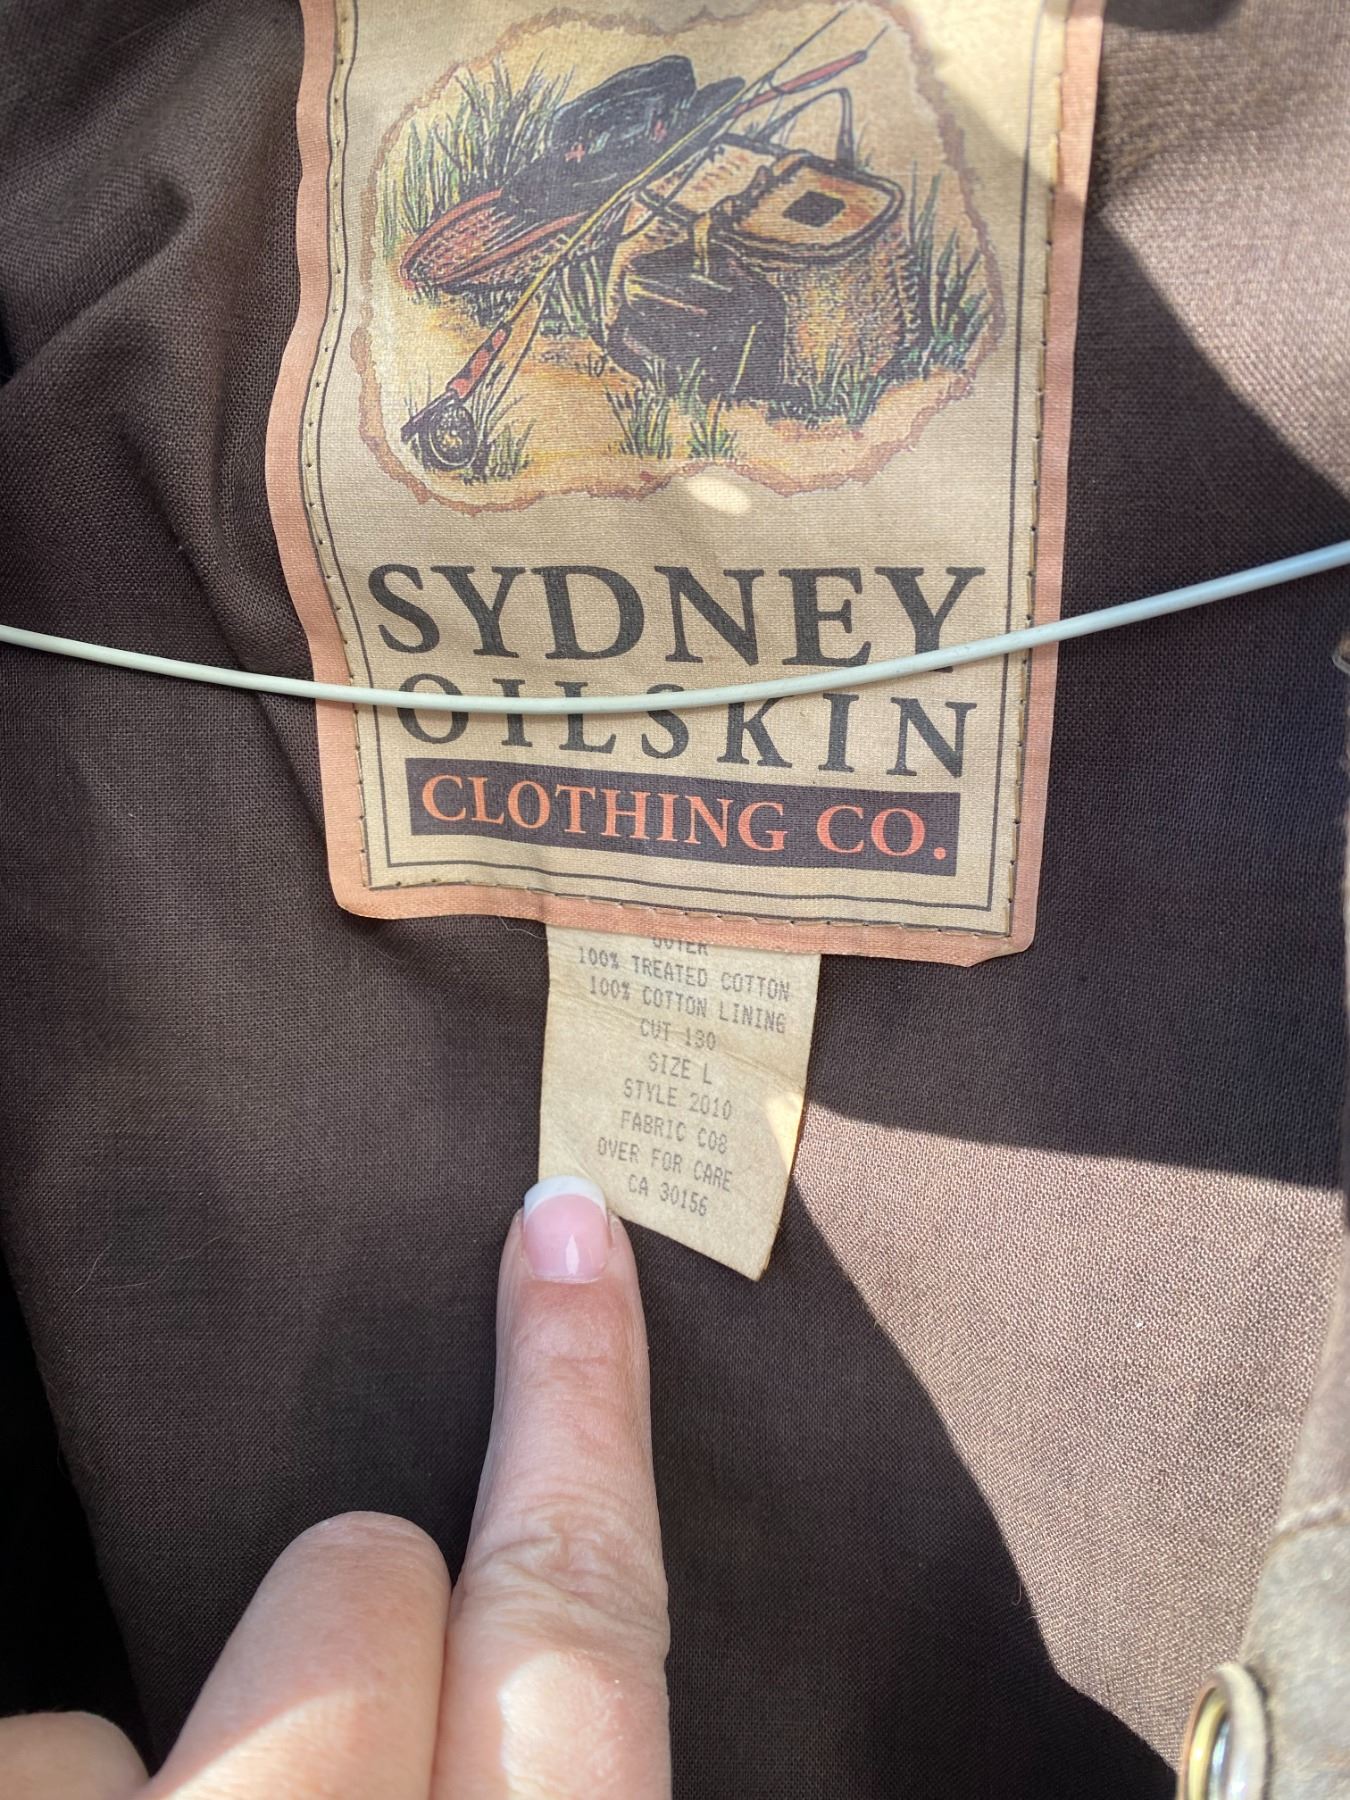 SYDNEY
OILSKIN
CLOTHING CO.
OUTER
100% TREATED COTTON
100% COTTON LINING
CUT 130
SIZE L
STYLE 2010
FABRIC C08
OVER FOR CARE
CA 30156